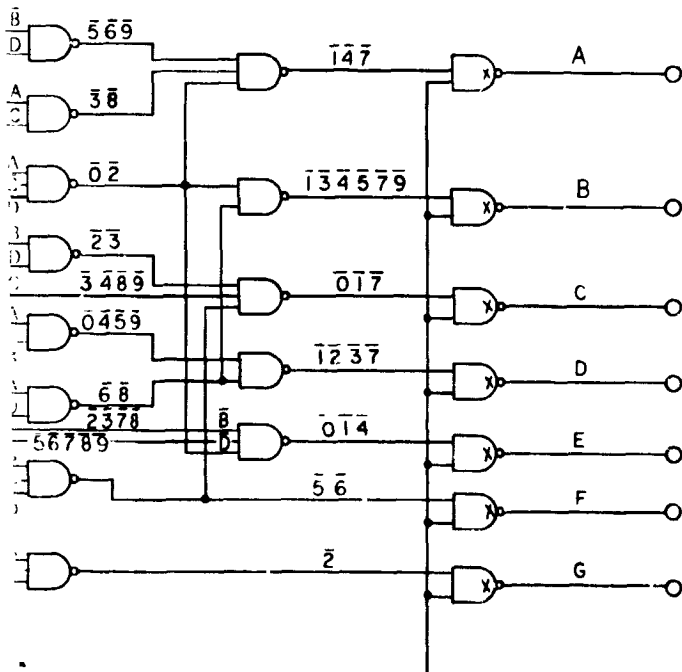 B̅
D
5̅ 6̅ 9̅
1̅ 4̅ 7̅
X
A
A
C
3̅ 8̅
A
0̅ 2̅
1̅ 3̅ 4̅ 5̅ 7̅ 9̅
X
B
B
D
2̅ 3̅
C
3̅ 4̅ 8̅ 9̅
0̅ 1̅ 7̅
X
C
A
0̅ 4̅ 5̅ 9̅
1̅ 2̅ 3̅ 7̅
X
D
6̅ 8̅
2̅ 3̅ 7̅ 8̅
B̅
5̅ 6̅ 7̅ 8̅ 9̅
D̅
0̅ 1̅ 4̅
X
E
5̅ 6̅
X
F
2̅
X
G